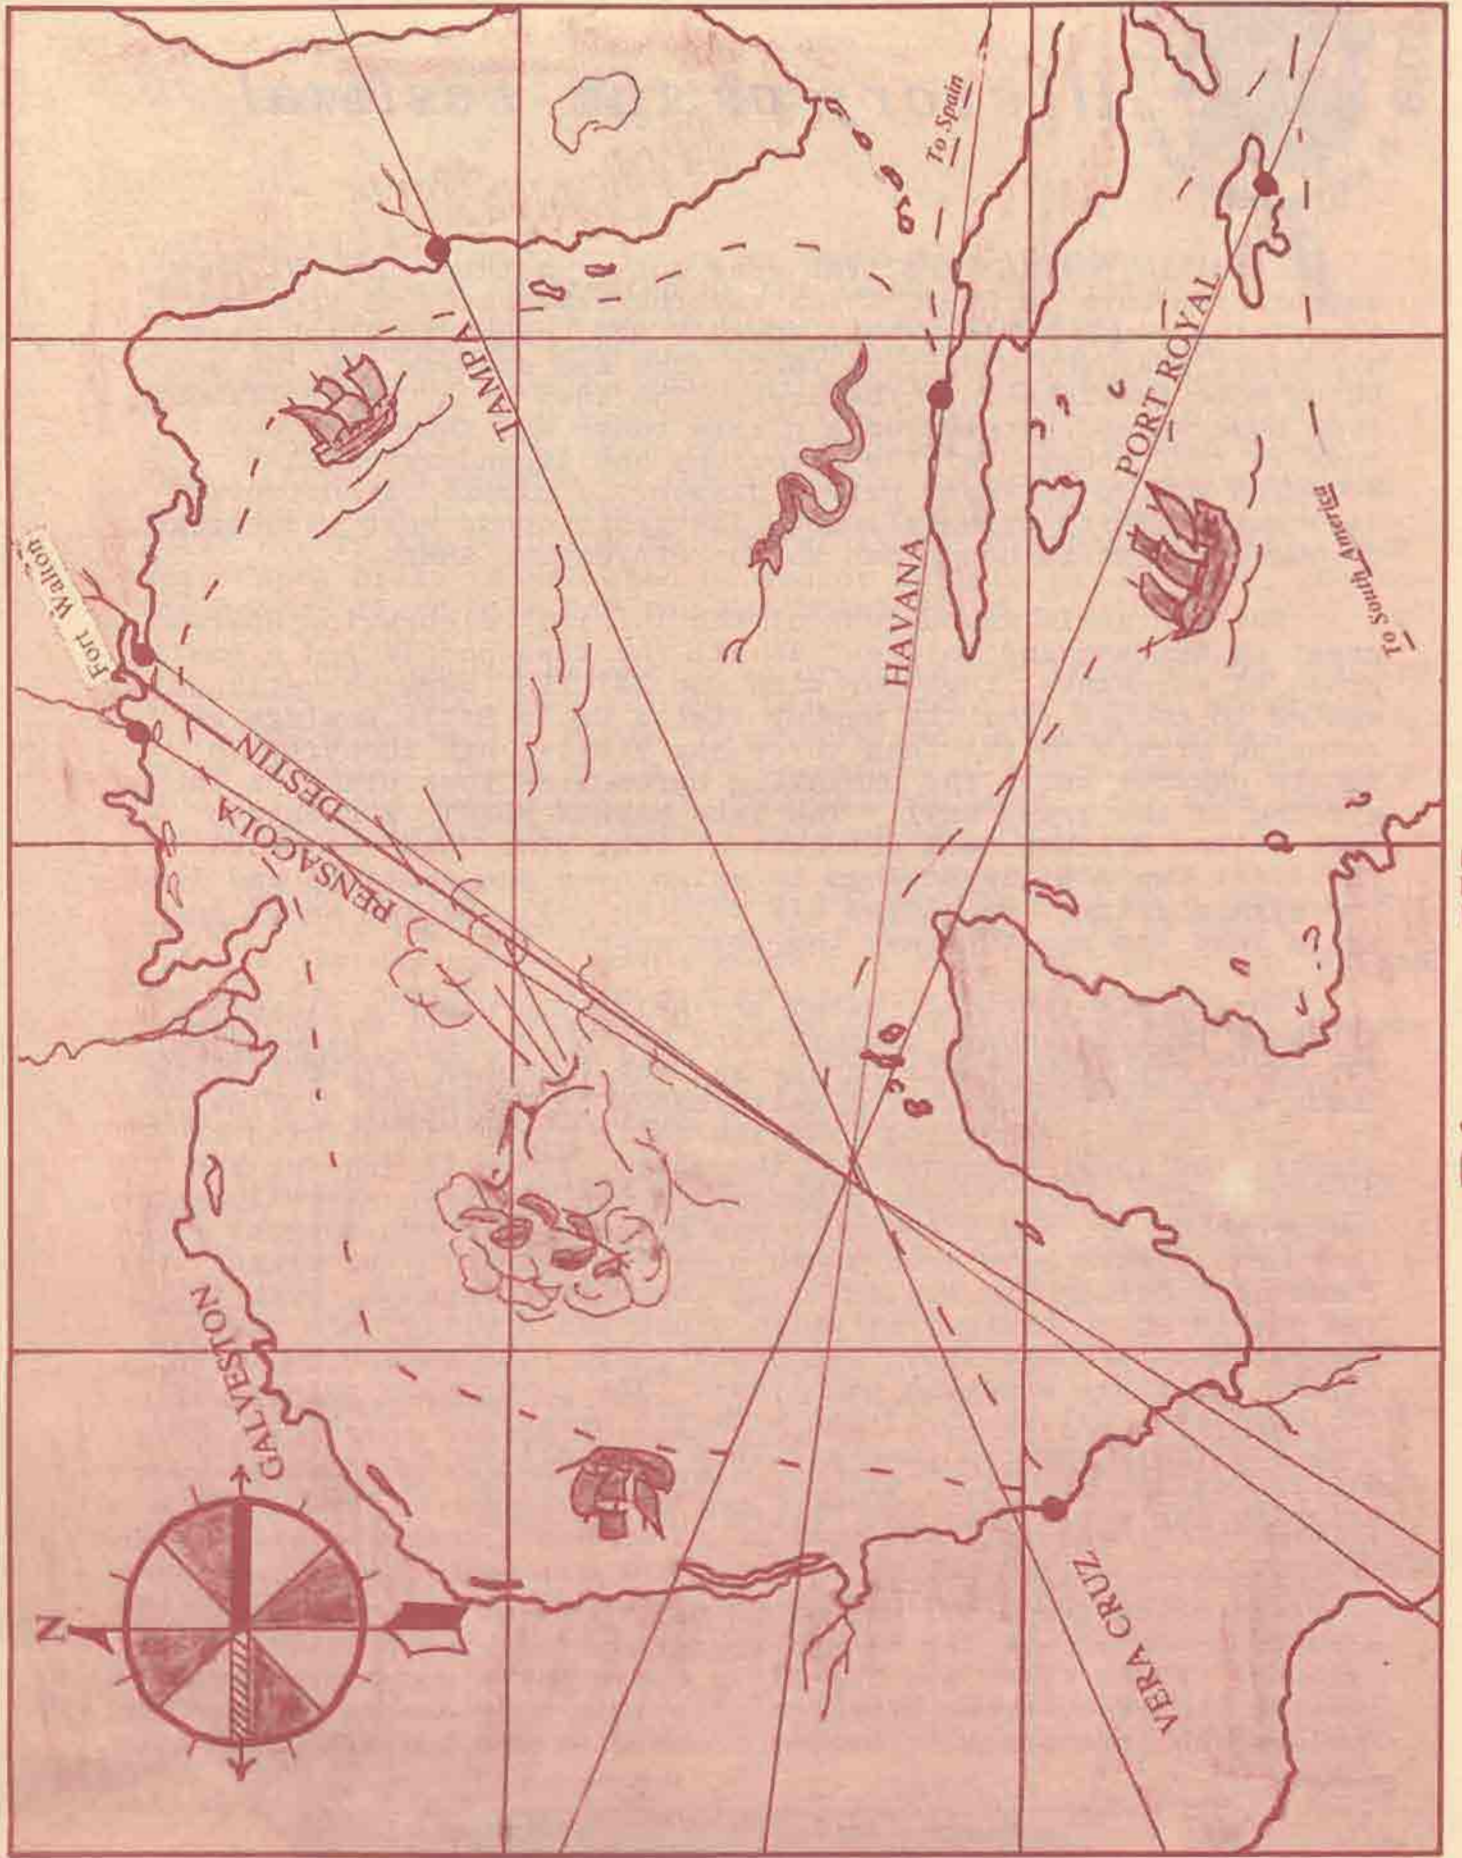 To Spain
TAMPA
PORT ROYAL
Fort Walton
HAVANA
To South America
DESTIN
PENSACOLA
GALVESTON
N
VERA CRUZ